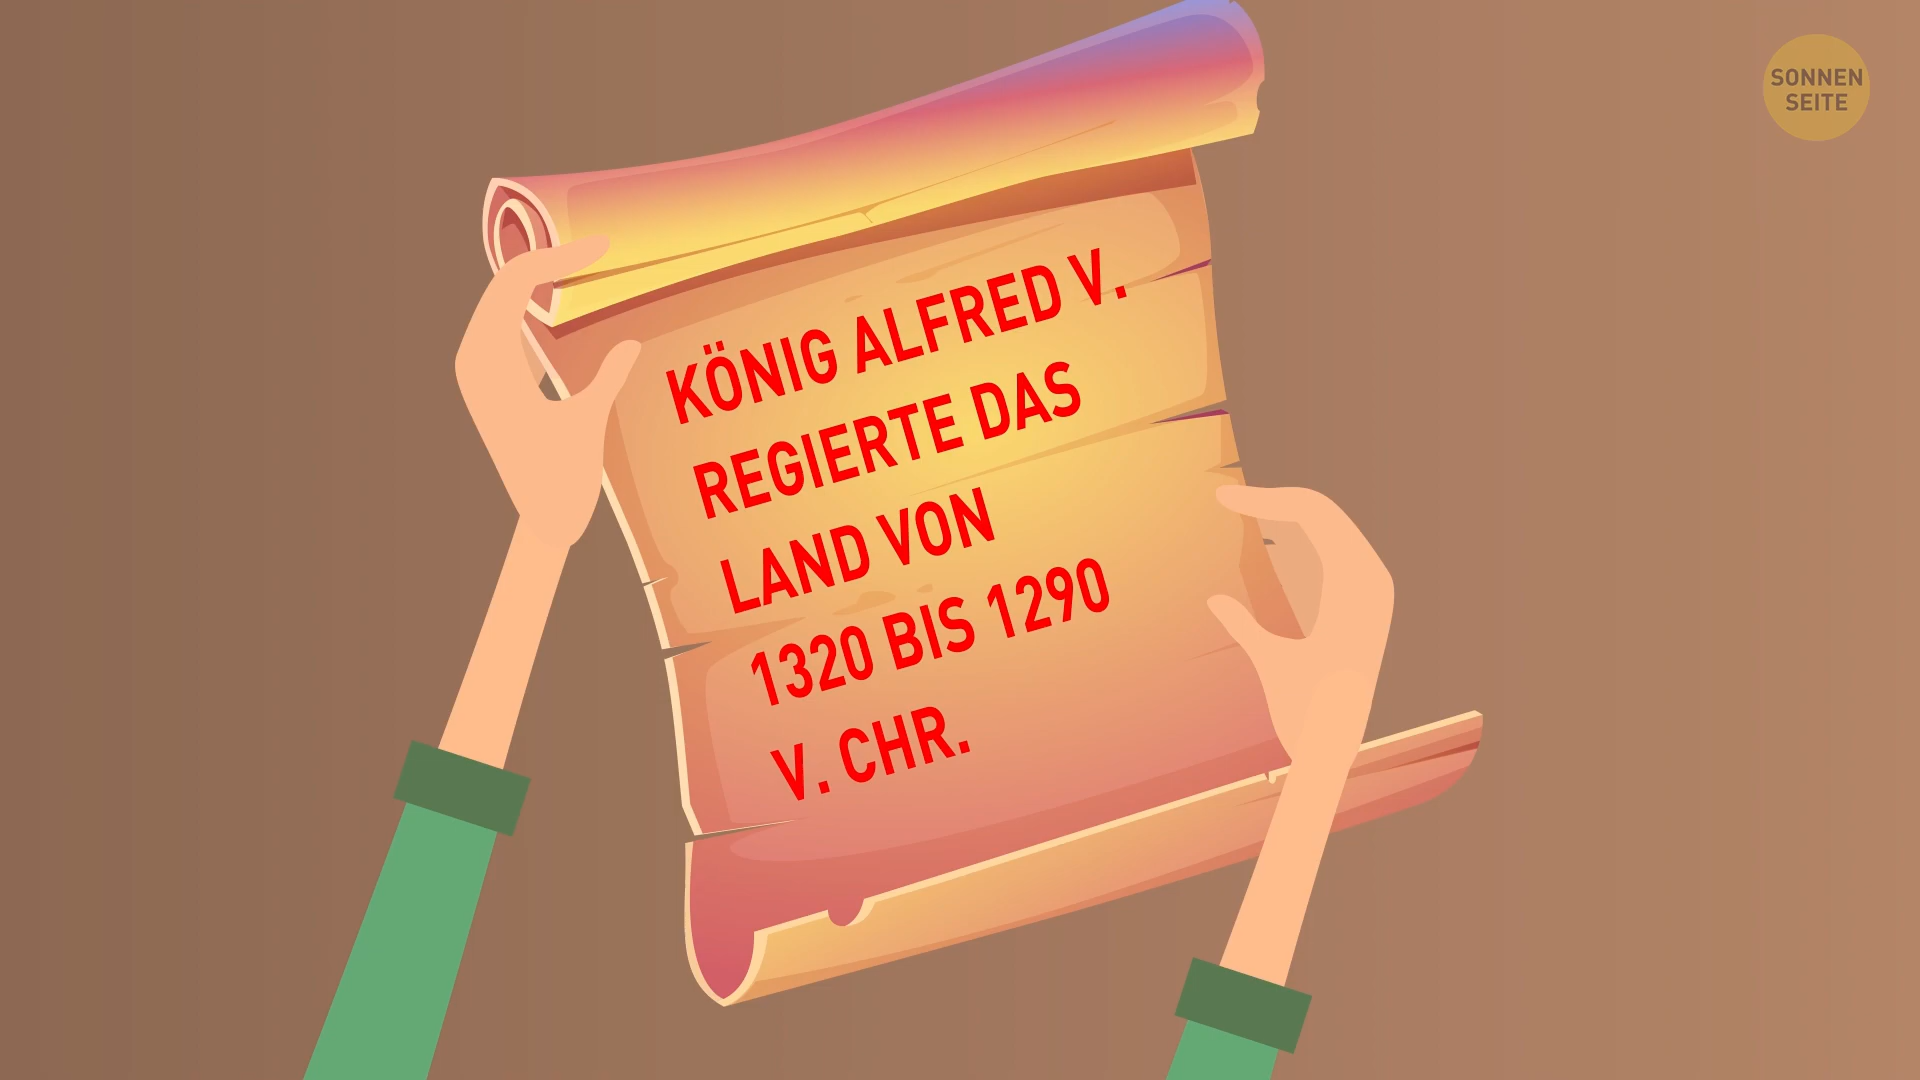 SONNEN
SEITE
KÖNIG ALFRED V.
REGIERTE DAS
LAND VON
1320 BIS 1290
V. CHR.